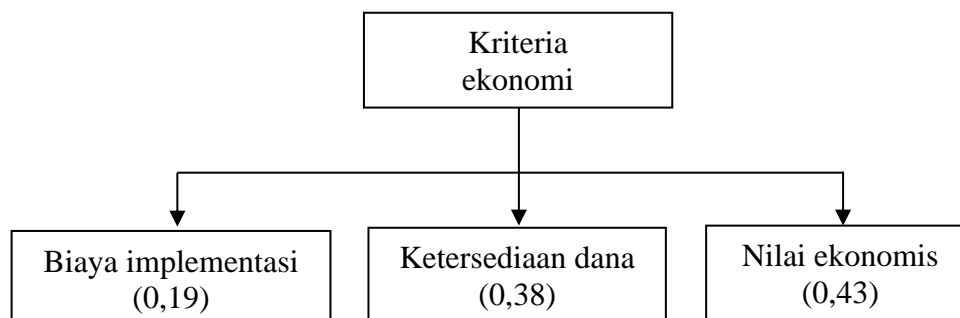 Kriteria
ekonomi
Biaya implementasi
(0,19)
Ketersediaan dana
(0,38)
Nilai ekonomis
(0,43)